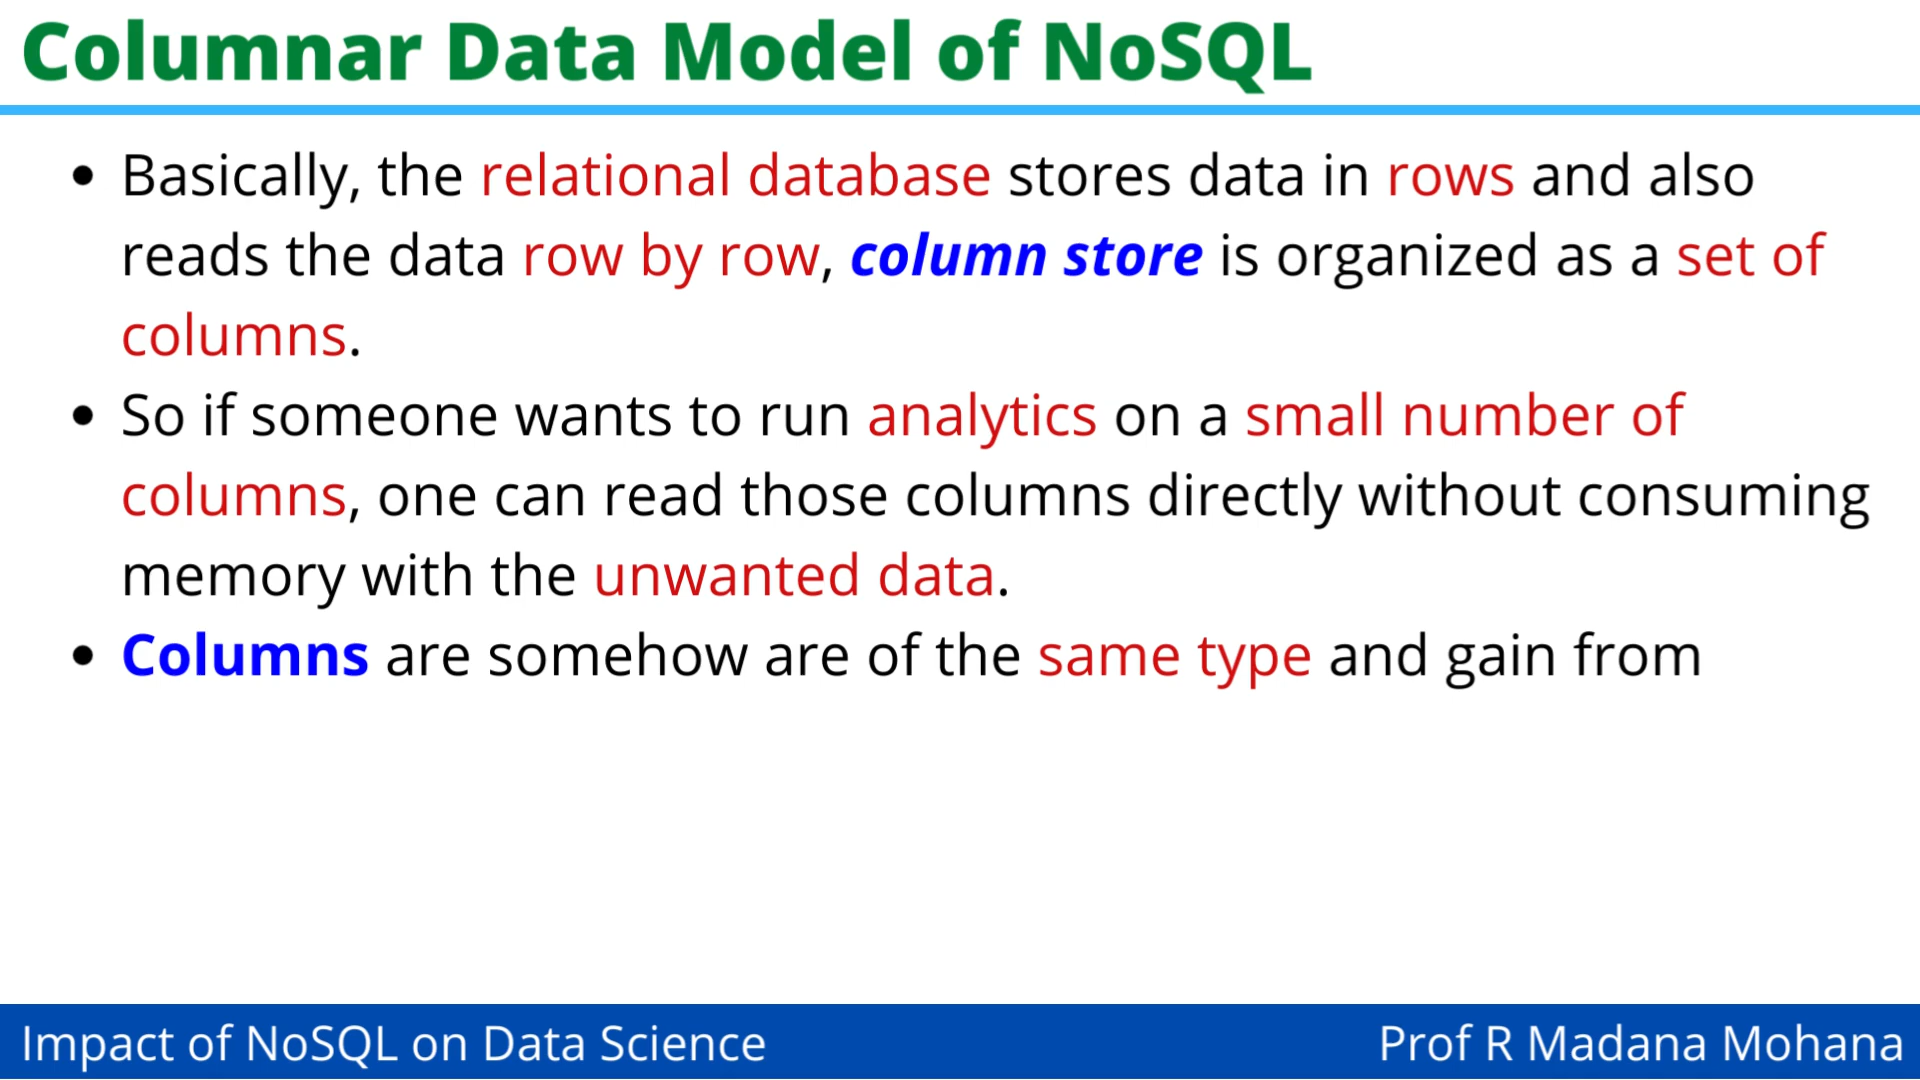 Columnar Data Model of NoSQL
• Basically, the relational database stores data in rows and also
reads the data row by row, column store is organized as a set of
columns.
• So if someone wants to run analytics on a small number of
columns, one can read those columns directly without consuming
memory with the unwanted data.
• Columns are somehow are of the same type and gain from
Impact of NoSQL on Data Science
Prof R Madana Mohana